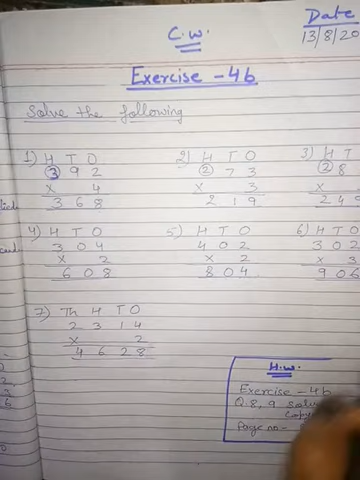 C.W.
Date
13/8/20
Exercise - 4b
Solve the following
1) H T O
③ 9 2
x 4
3 6 8
2) H T O
② 7 3
x 3
2 1 9
3) H T
② 8
x
2 4 9
4) H T O
3 0 4
x 2
6 0 8
5) H T O
4 0 2
x 2
8 0 4
6) H T O
3 0 2
x 3
9 0 6
7) Th H T O
2 3 1 4
x 2
4 6 2 8
H.W.
Exercise - 4b
Q. 8, 9
Page no -